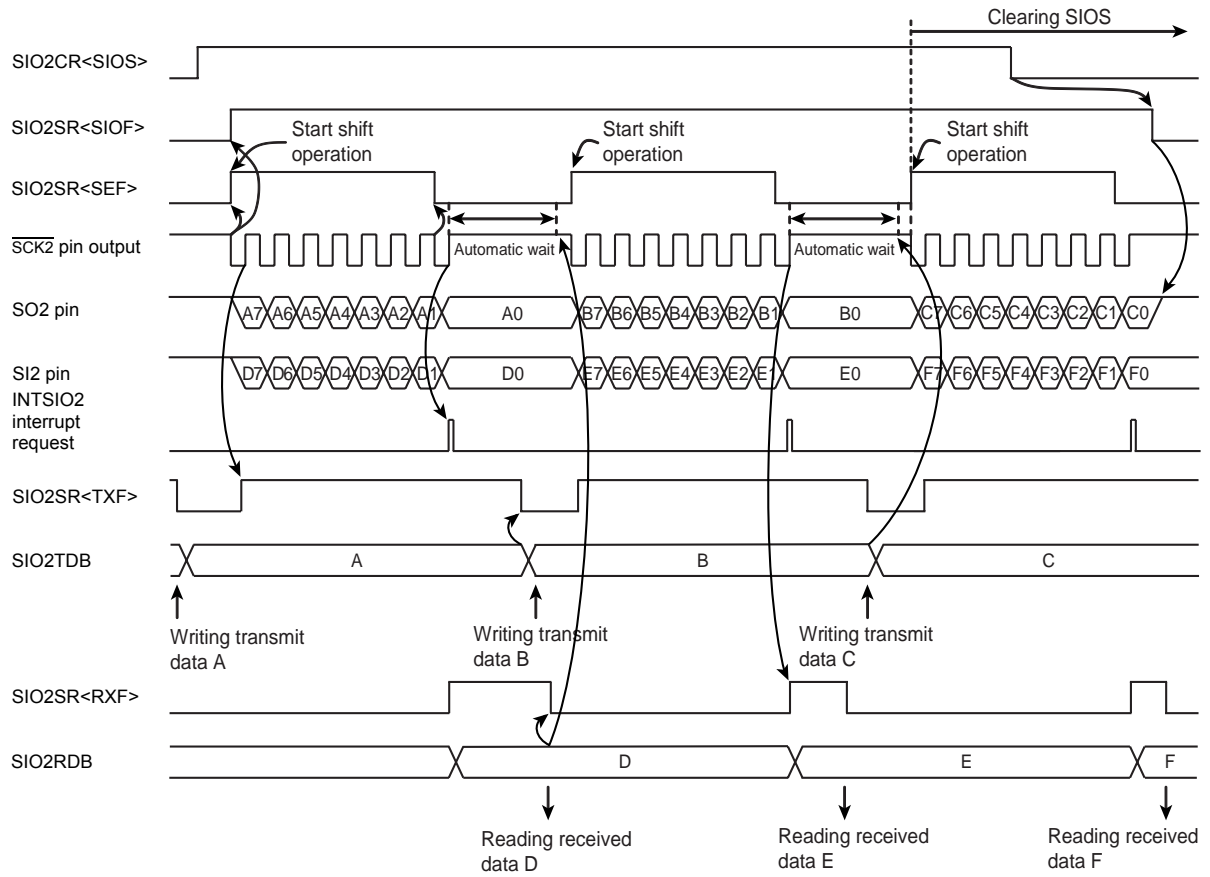 Clearing SIOS
SIO2CR<SIOS>
SIO2SR<SIOF>
Start shift
operation
Start shift
operation
Start shift
operation
SIO2SR<SEF>
SCK2 pin output
Automatic wait
Automatic wait
SO2 pin
A7 A6 A5 A4 A3 A2 A1 A0 B7 B6 B5 B4 B3 B2 B1 B0 C7 C6 C5 C4 C3 C2 C1 C0
SI2 pin
D7 D6 D5 D4 D3 D2 D1 D0 E7 E6 E5 E4 E3 E2 E1 E0 F7 F6 F5 F4 F3 F2 F1 F0
INTSIO2
interrupt
request
SIO2SR<TXF>
SIO2TDB
A B C
Writing transmit
data A
Writing transmit
data B
Writing transmit
data C
SIO2SR<RXF>
SIO2RDB
D E F
Reading received
data D
Reading received
data E
Reading received
data F